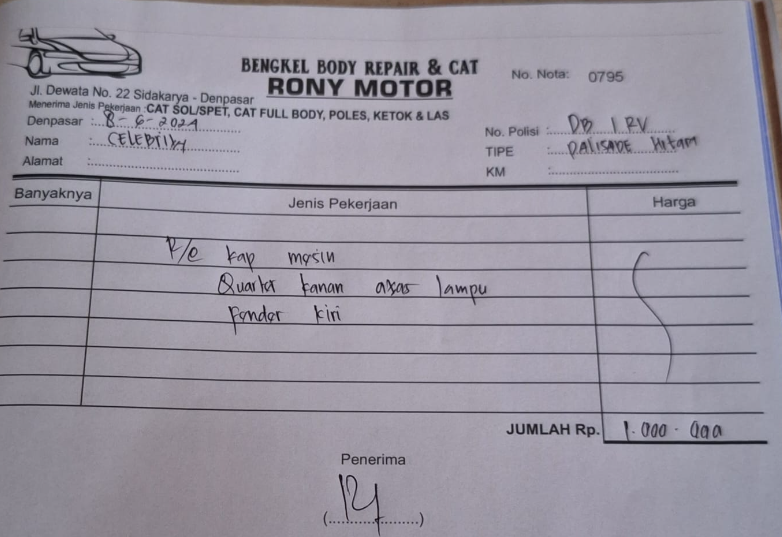 BENGKEL BODY REPAIR & CAT
RONY MOTOR
No. Nota: 0795
Jl. Dewata No. 22 Sidakarya - Denpasar
Menerima Jenis Pekerjaan : CAT SOL/SPET, CAT FULL BODY, POLES, KETOK & LAS
Denpasar : 8-6-2024
Nama : CELEBRITY
Alamat :
No. Polisi : DB 1 RV
TIPE : PALISADE Hitam
KM :
Banyaknya Jenis Pekerjaan Harga
kap mesin
Quarter kanan atas lampu
Fender kiri
JUMLAH Rp. 1.000.000
Penerima
(....................)